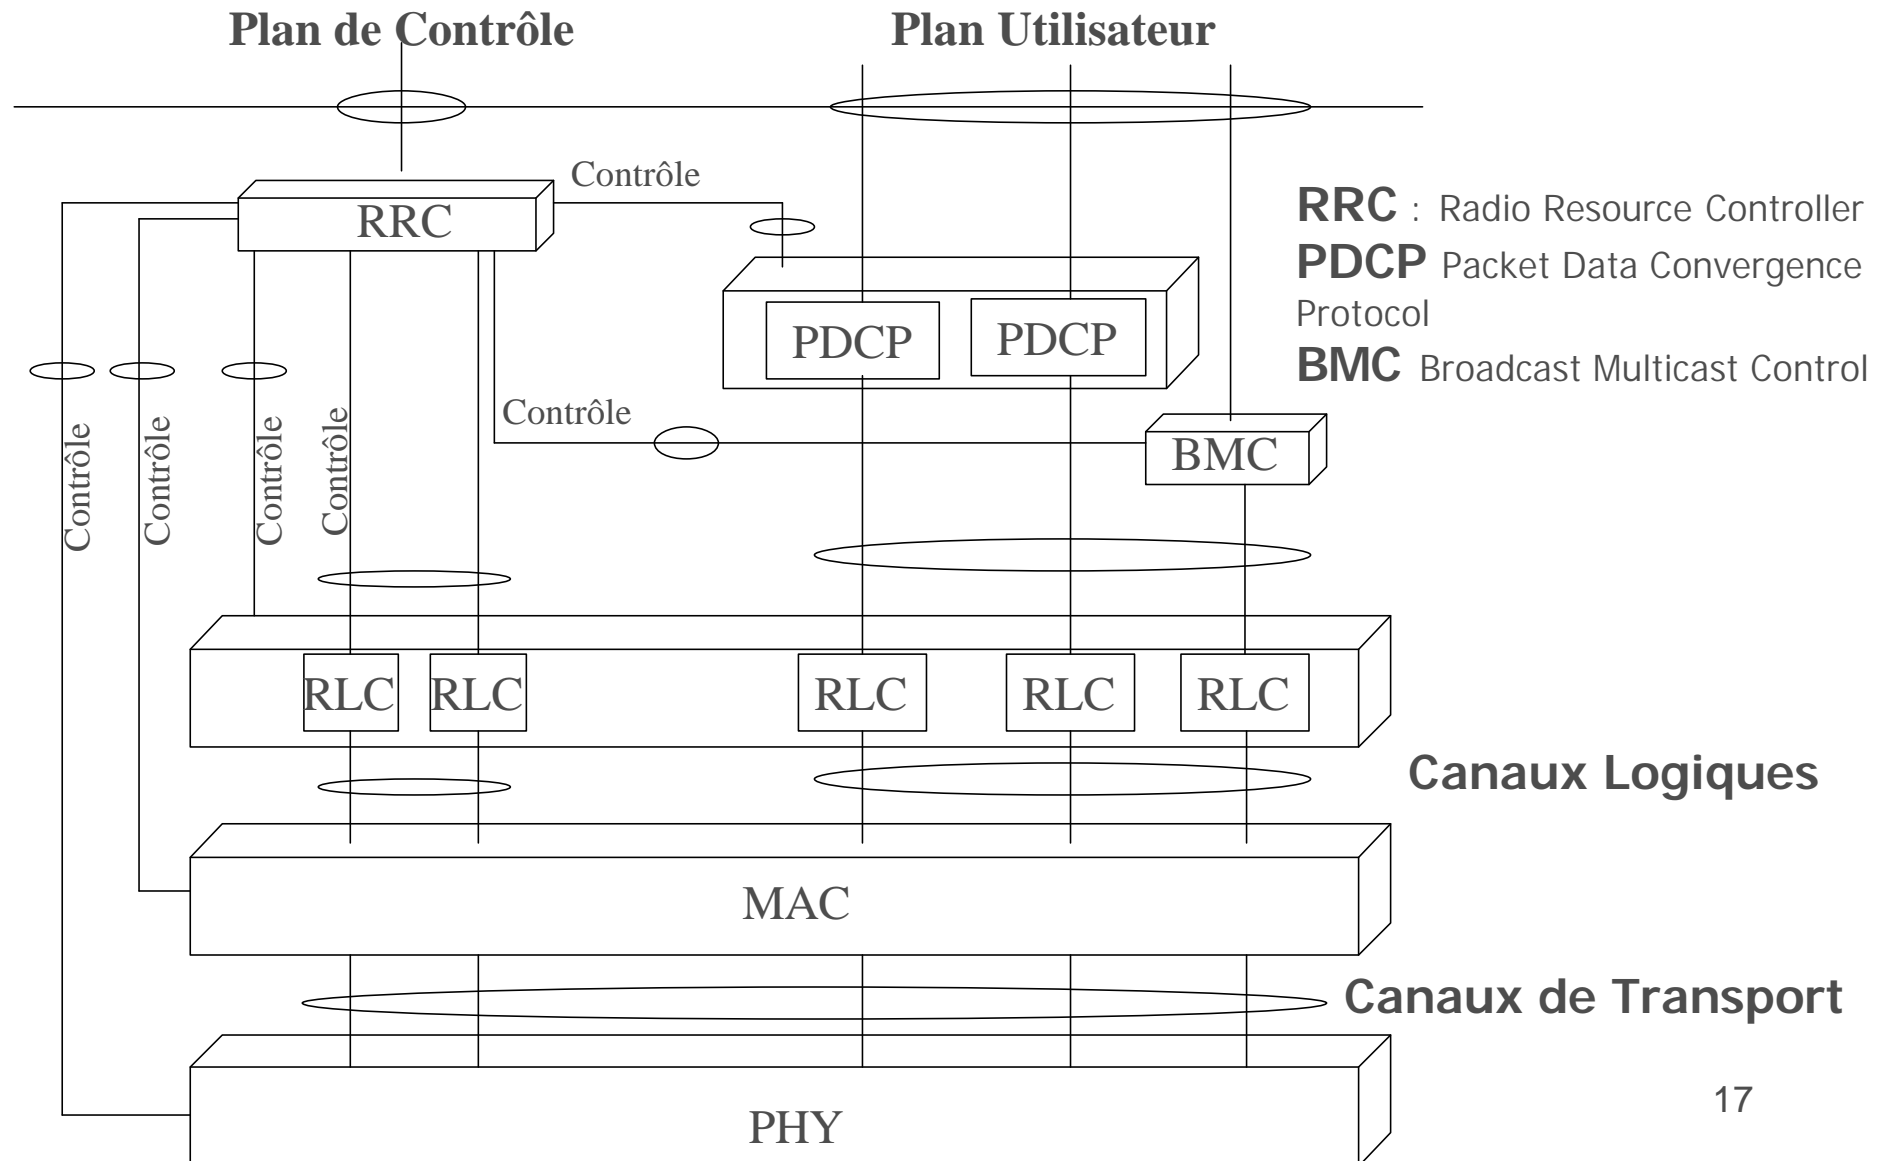 Plan de Contrôle
Plan Utilisateur
Contrôle
RRC
RRC : Radio Resource Controller
PDCP Packet Data Convergence
Protocol
BMC Broadcast Multicast Control
PDCP
PDCP
Contrôle
BMC
Contrôle
Contrôle
Contrôle
Contrôle
RLC
RLC
RLC
RLC
RLC
Canaux Logiques
MAC
Canaux de Transport
PHY
17